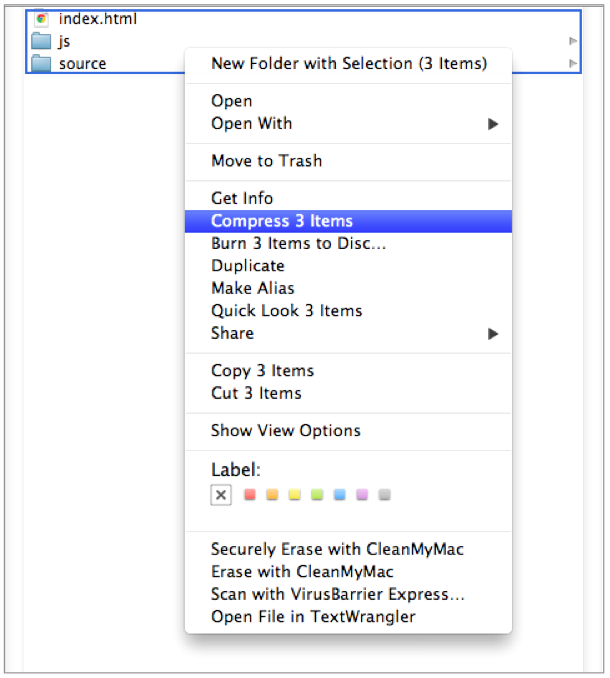 index.html
js
source
New Folder with Selection (3 Items)
Open
Open With
Move to Trash
Get Info
Compress 3 Items
Burn 3 Items to Disc...
Duplicate
Make Alias
Quick Look 3 Items
Share
Copy 3 Items
Cut 3 Items
Show View Options
Label:
Securely Erase with CleanMyMac
Erase with CleanMyMac
Scan with VirusBarrier Express...
Open File in TextWrangler